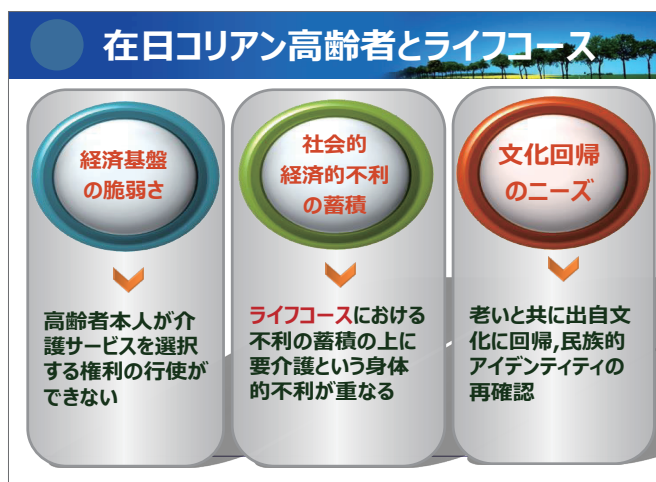 在日コリアン高齢者とライフコース
経済基盤
の脆弱さ
高齢者本人が介
護サービスを選択
する権利の行使が
できない
社会的
経済的不利
の蓄積
ライフコースにおける
不利の蓄積の上に
要介護という身体
的不利が重なる
文化回帰
のニーズ
老いと共に出自文
化に回帰,民族的
アイデンティティの
再確認